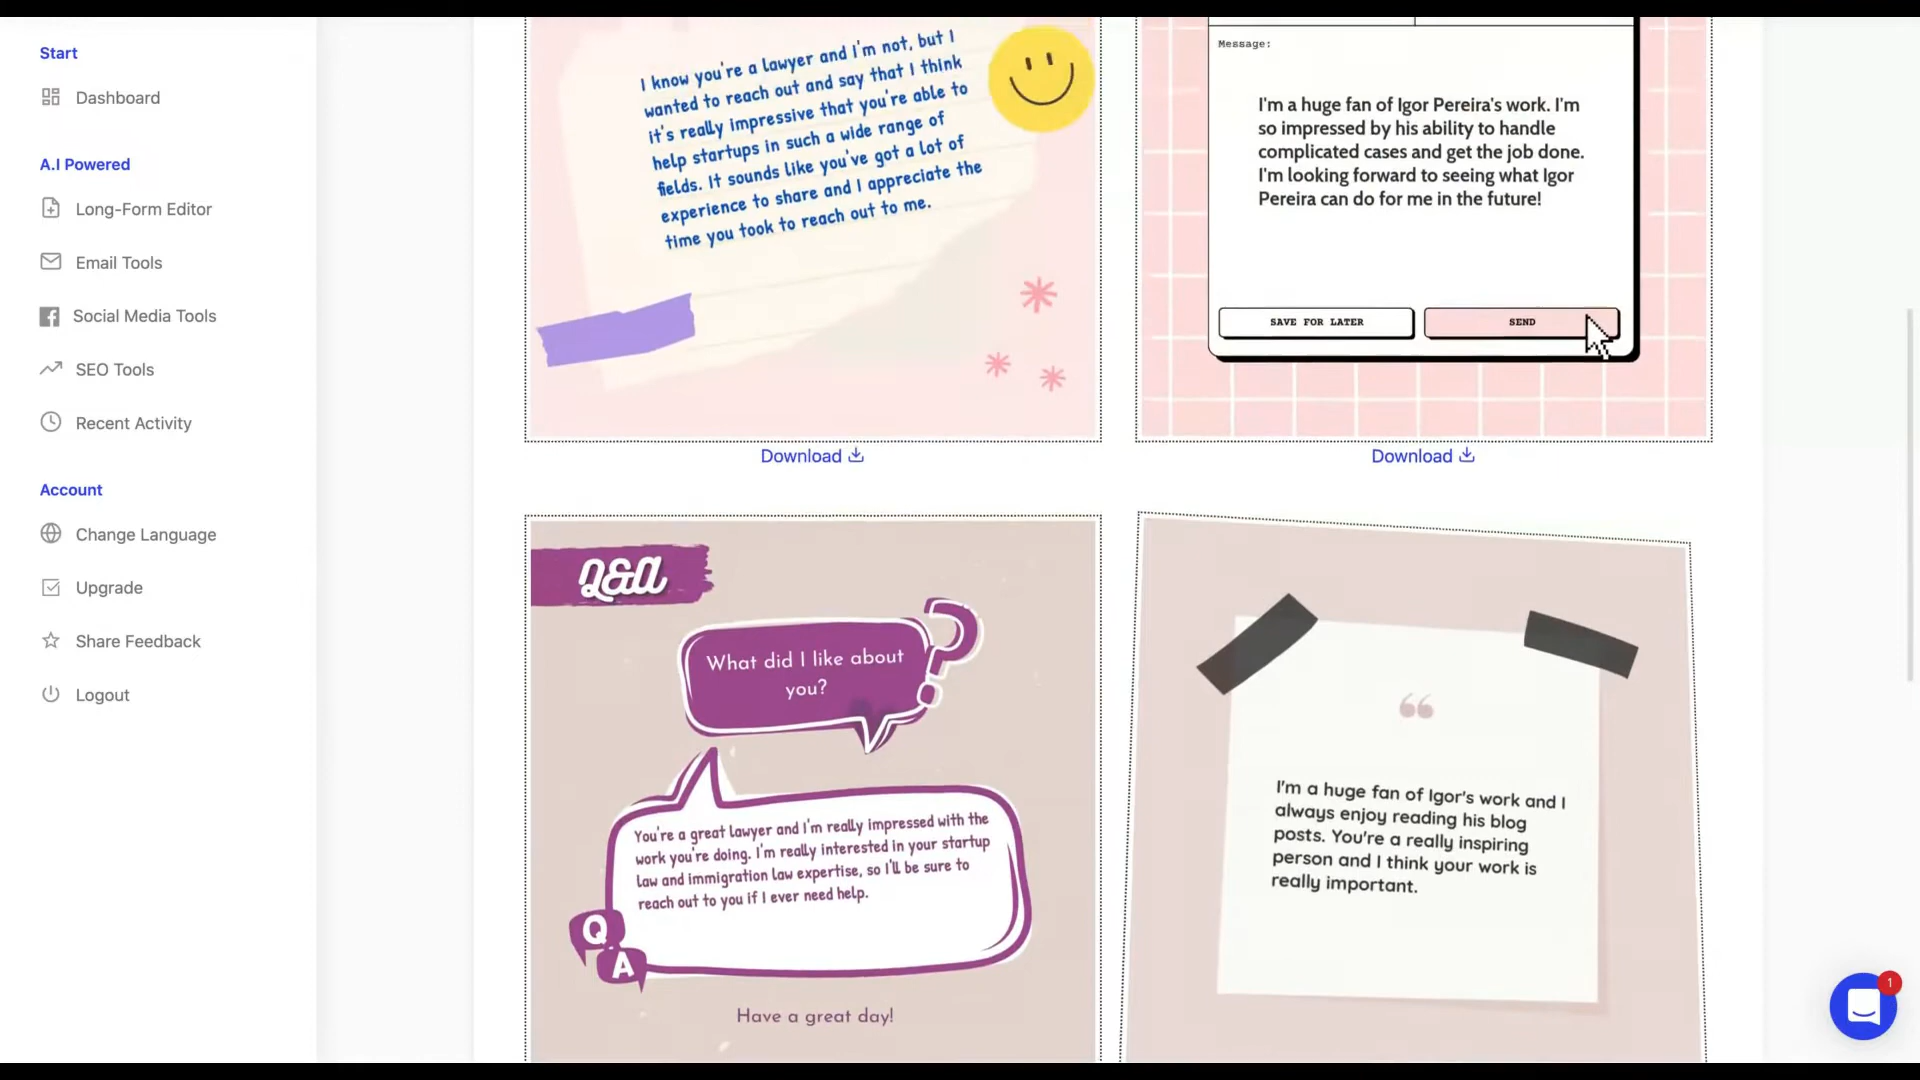 Start
Dashboard
A.I Powered
Long-Form Editor
Email Tools
Social Media Tools
SEO Tools
Recent Activity
Account
Change Language
Upgrade
Share Feedback
Logout
I know you're a lawyer and I'm not, but I
wanted to reach out and say that I think
it's really impressive that you're able to
help startups in such a wide range of
fields. It sounds like you've got a lot of
experience to share and I appreciate the
time you took to reach out to me.
Download
Message:
I'm a huge fan of Igor Pereira's work. I'm
so impressed by his ability to handle
complicated cases and get the job done.
I'm looking forward to seeing what Igor
Pereira can do for me in the future!
SAVE FOR LATER
SEND
Download
Q&A
What did I like about
you?
?
You're a great lawyer and I'm really impressed with the
work you're doing. I'm really interested in your startup
law and immigration law expertise, so I'll be sure to
reach out to you if I ever need help.
Q
A
Have a great day!
“
I'm a huge fan of Igor's work and I
always enjoy reading his blog
posts. You're a really inspiring
person and I think your work is
really important.
1